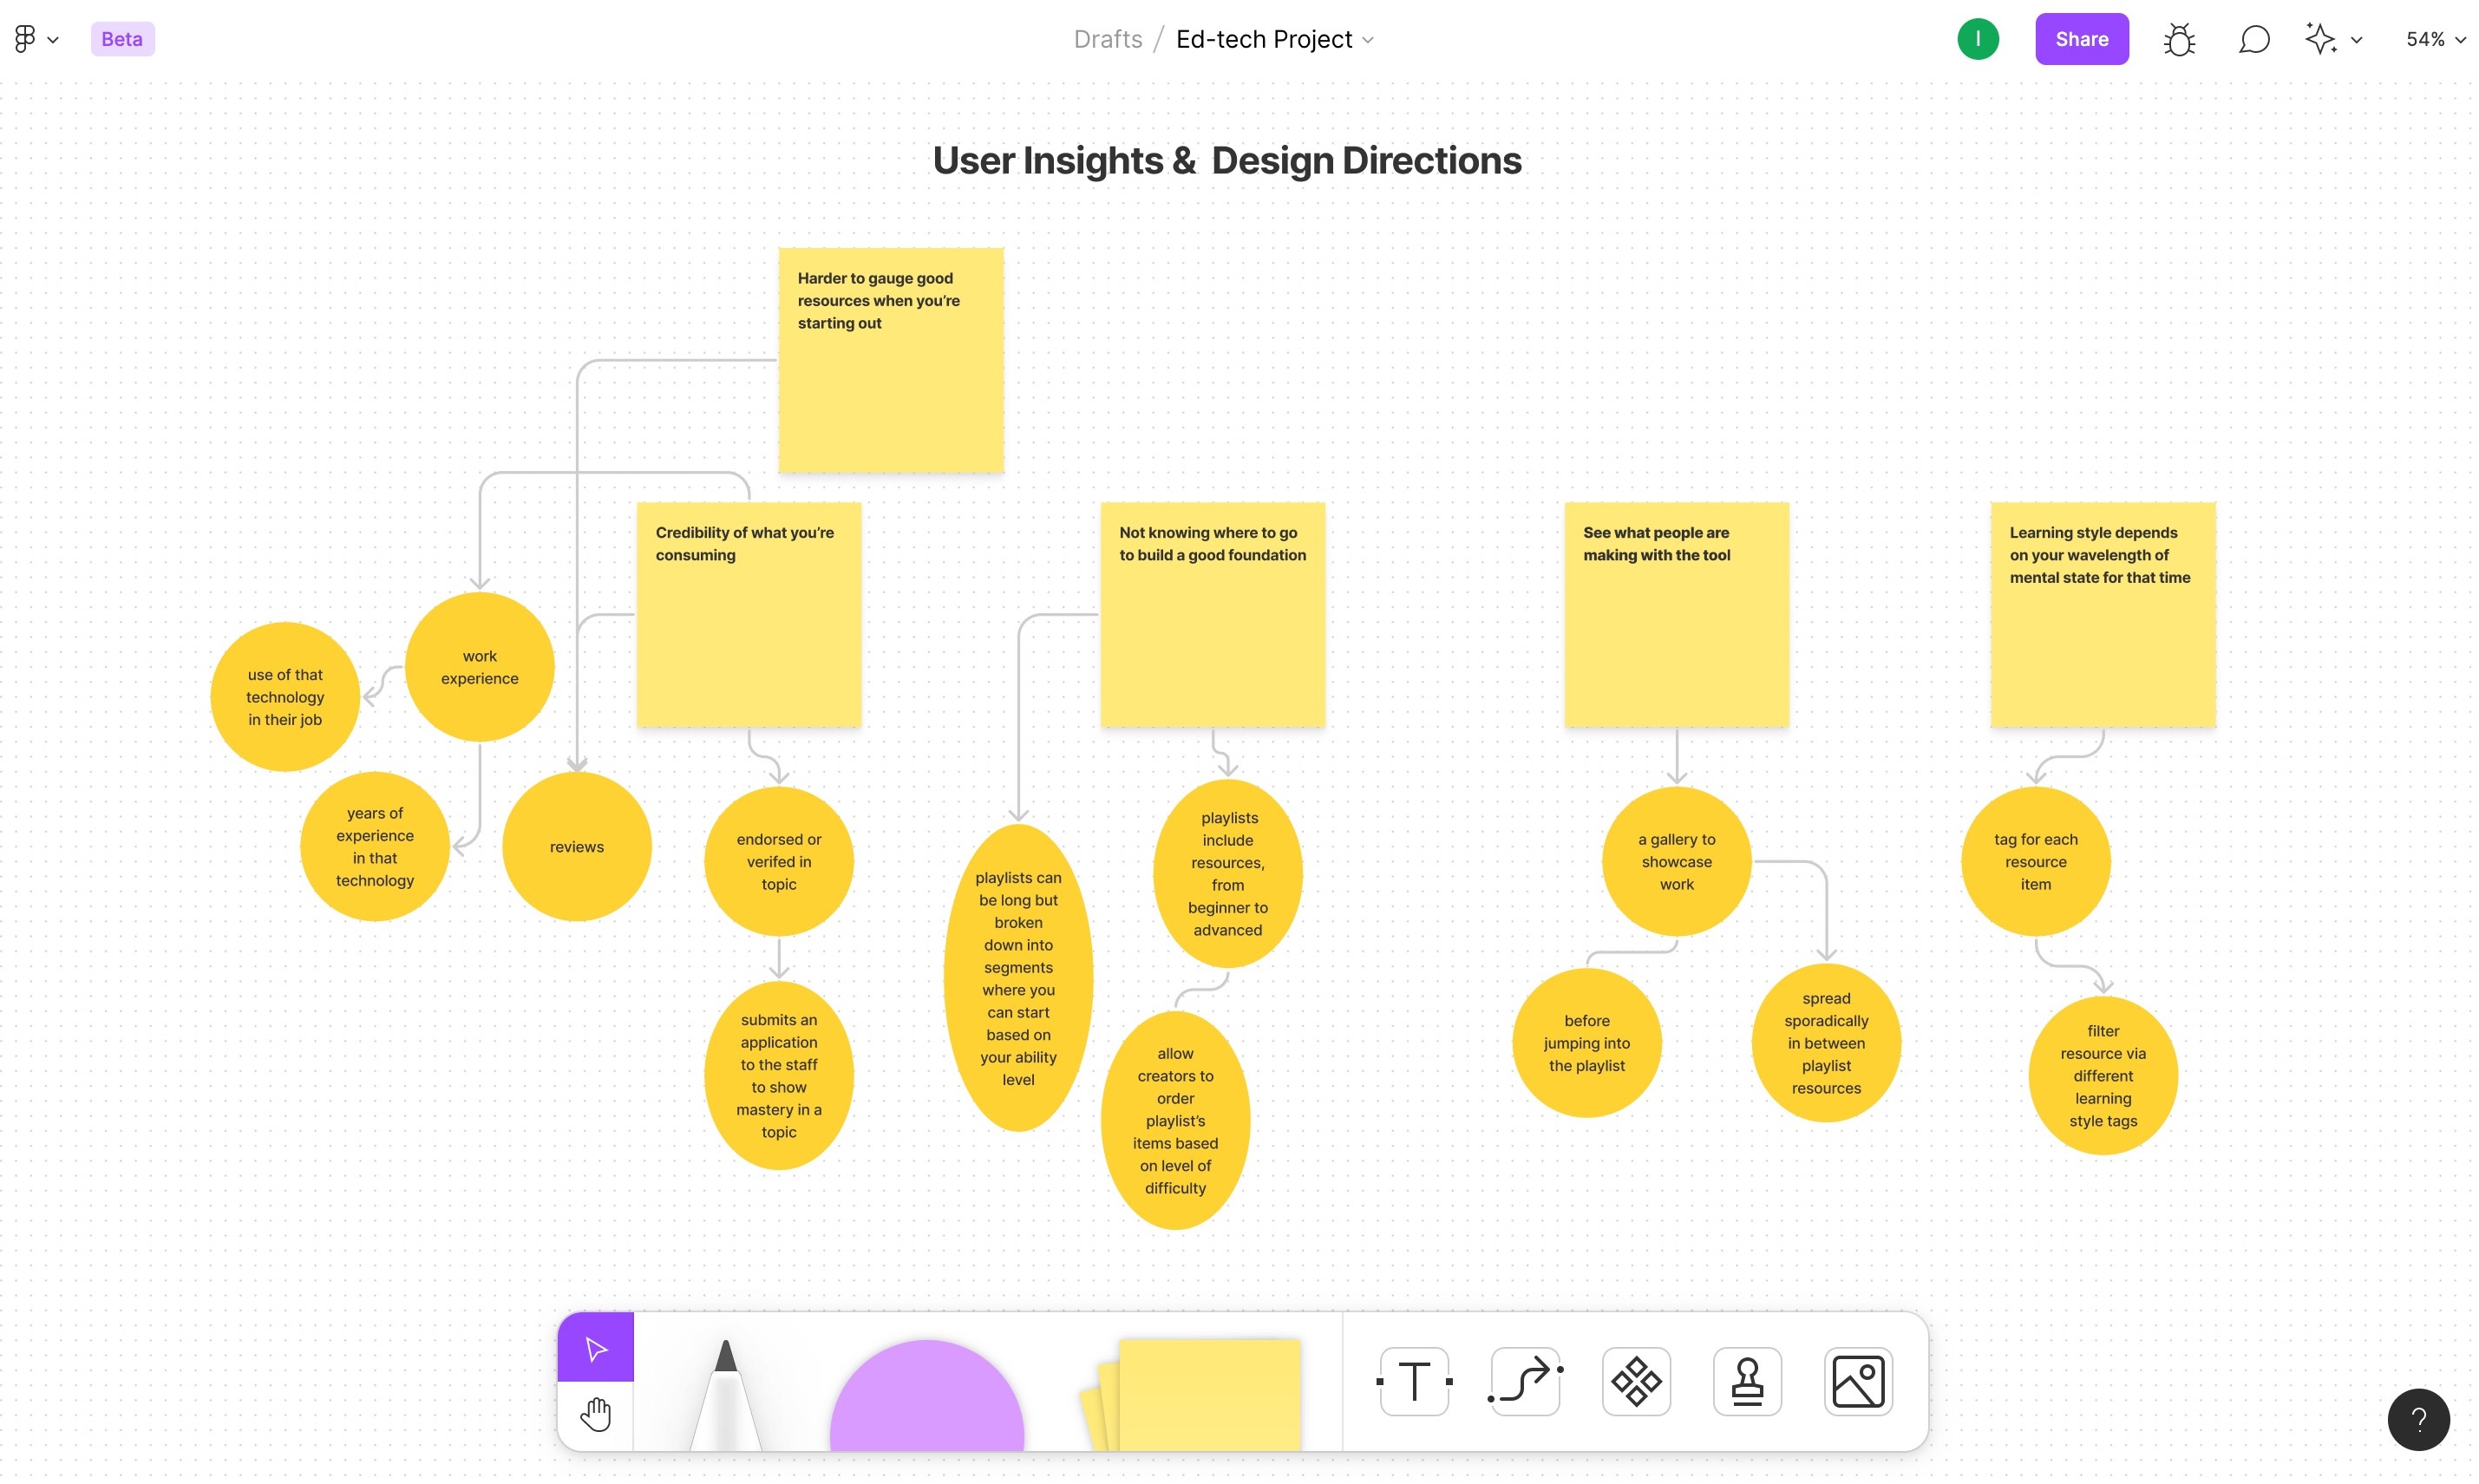 Beta
Drafts / Ed-tech Project
I
Share
54%
User Insights & Design Directions
Harder to gauge good
resources when you're
starting out
Credibility of what you're
consuming
Not knowing where to go
to build a good foundation
See what people are
making with the tool
Learning style depends
on your wavelength of
mental state for that time
use of that
technology
in their job
work
experience
years of
experience
in that
technology
reviews
endorsed or
verifed in
topic
submits an
application
to the staff
to show
mastery in a
topic
playlists can
be long but
broken
down into
segments
where you
can start
based on
your ability
level
playlists
include
resources,
from
beginner to
advanced
allow
creators to
order
playlist's
items based
on level of
difficulty
a gallery to
showcase
work
before
jumping into
the playlist
spread
sporadically
in between
playlist
resources
tag for each
resource
item
filter
resource via
different
learning
style tags
T
?